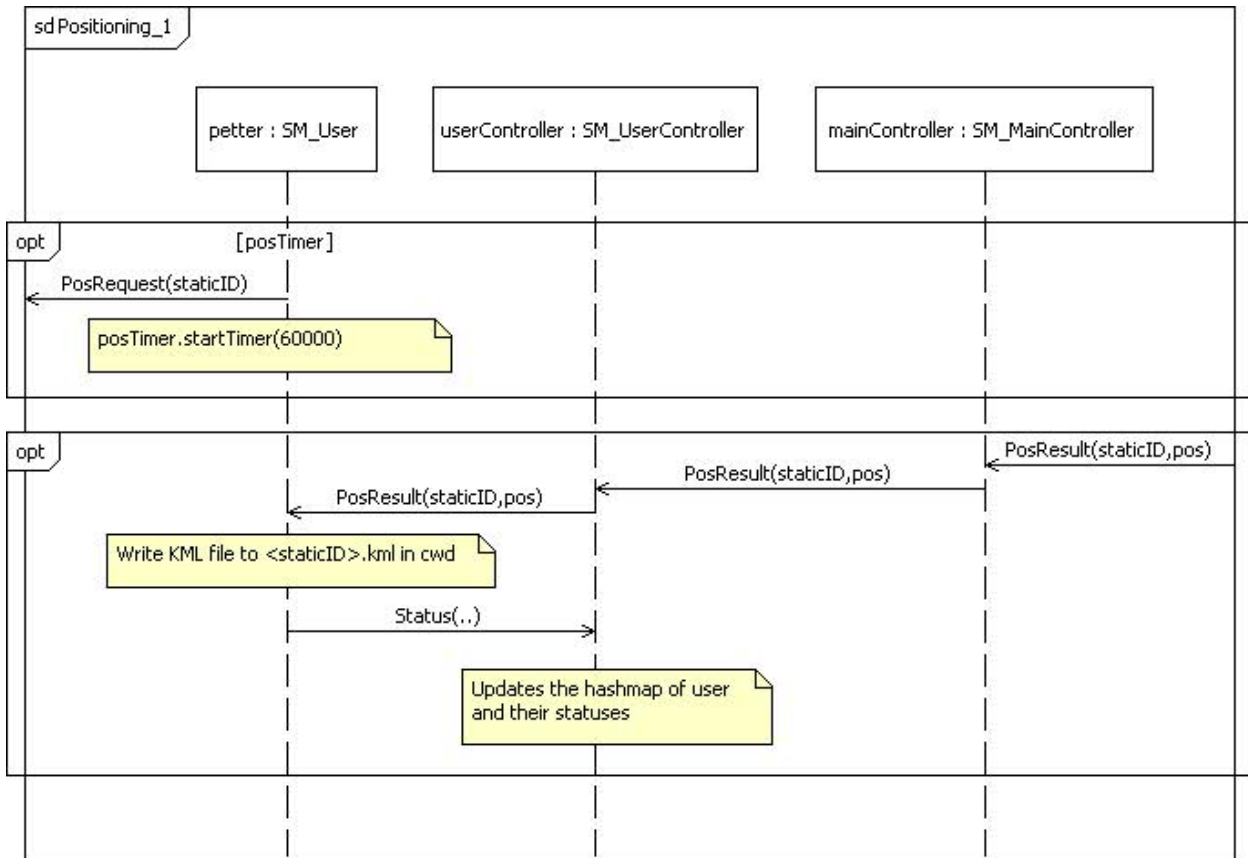 sd Positioning_1
petter : SM_User
userController : SM_UserController
mainController : SM_MainController
opt
[posTimer]
PosRequest(staticID)
posTimer.startTimer(60000)
opt
PosResult(staticID,pos)
PosResult(staticID,pos)
PosResult(staticID,pos)
Write KML file to <staticID>.kml in cwd
Status(..)
Updates the hashmap of user
and their statuses